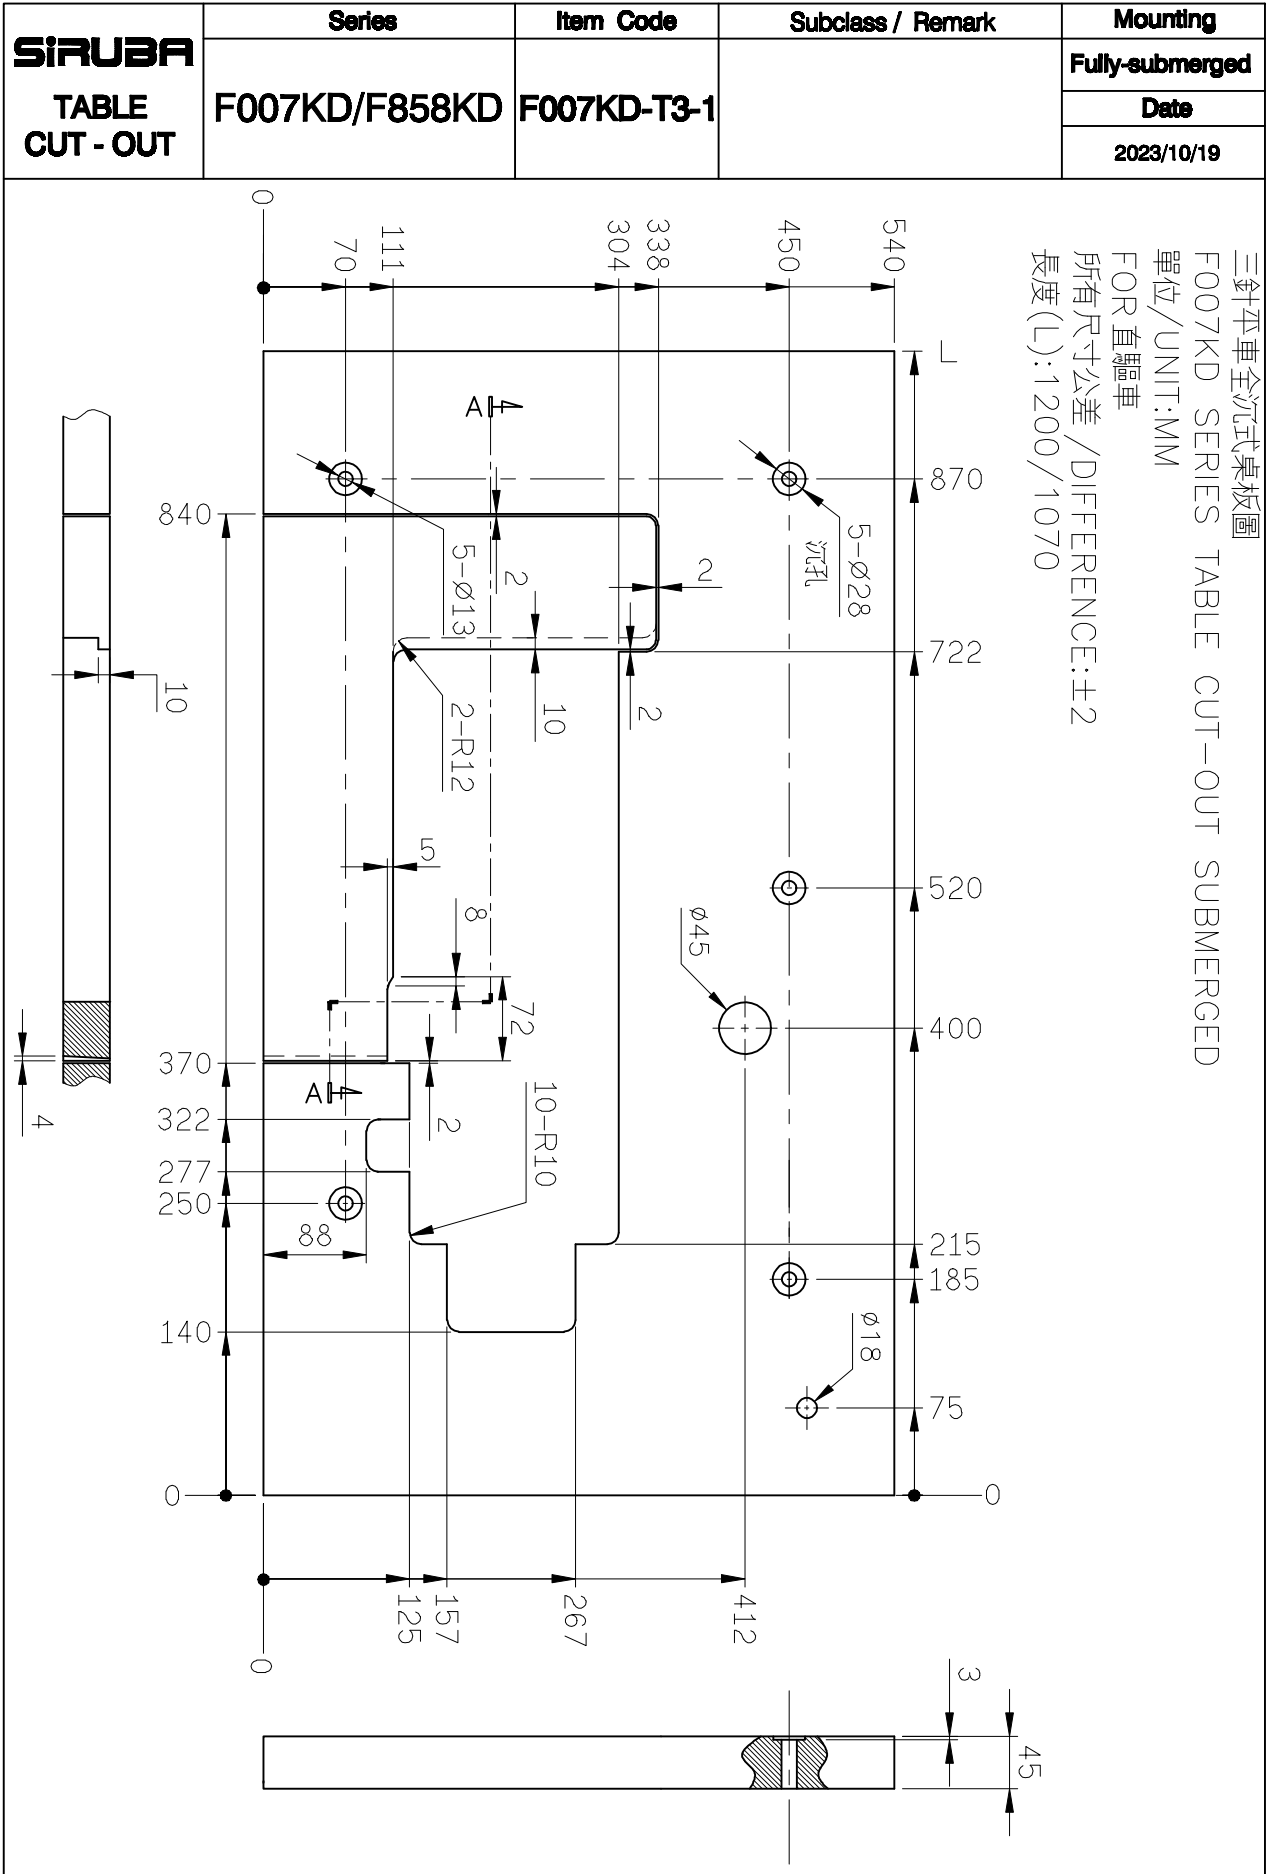 SiRUBA
TABLE
CUT - OUT
Series
F007KD/F858KD
Item Code
F007KD-T3-1
Subclass / Remark
Mounting
Fully-submerged
Date
2023/10/19
三針平車全沉式桌板圖
F007KD SERIES TABLE CUT-OUT SUBMERGED
單位/UNIT:MM
FOR 直驅車
所有尺寸公差 /DIFFERENCE:±2
長度(L):1200/1070
0
70
111
304
338
450
540
L
870
722
520
400
215
185
75
0
840
370
322
277
250
140
0
A
A
5-Ø13
5-Ø28
沉孔
2
2
2
10
2-R12
5
8
72
2
10-R10
88
ø45
ø18
10
4
0
125
157
267
412
3
45